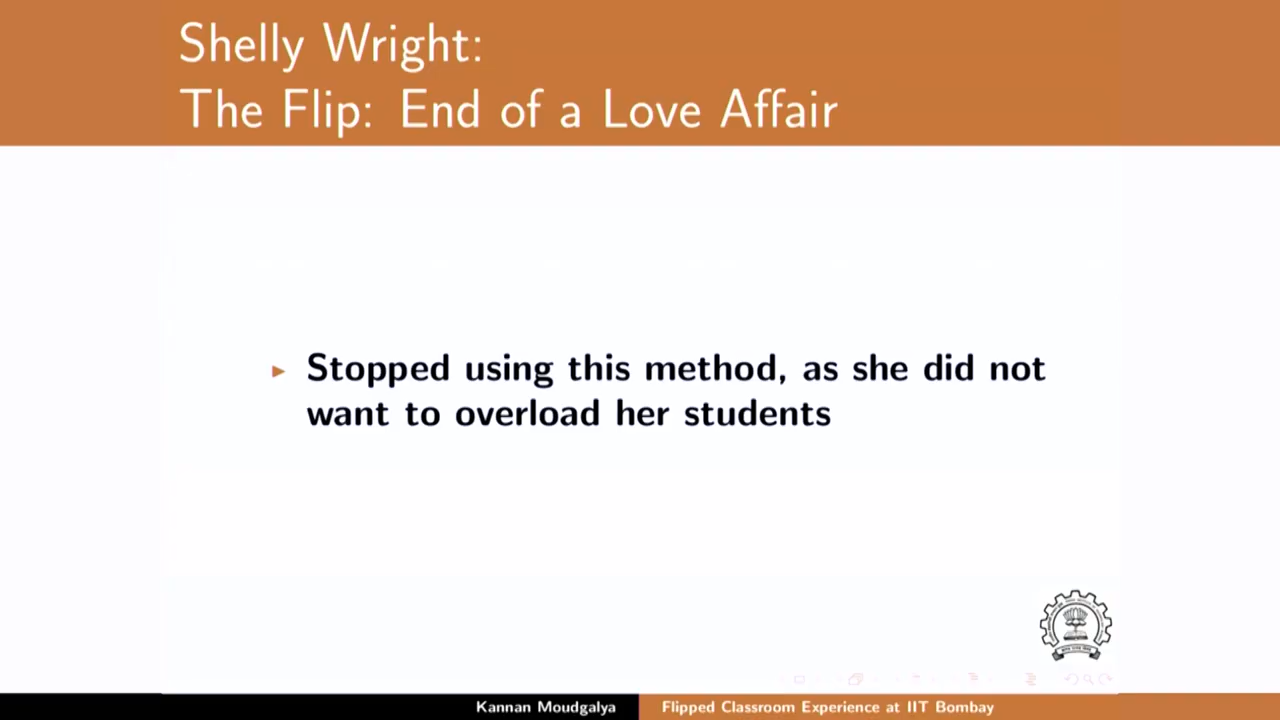 Shelly Wright:
The Flip: End of a Love Affair
Stopped using this method, as she did not
want to overload her students
Kannan Moudgalya
Flipped Classroom Experience at IIT Bombay